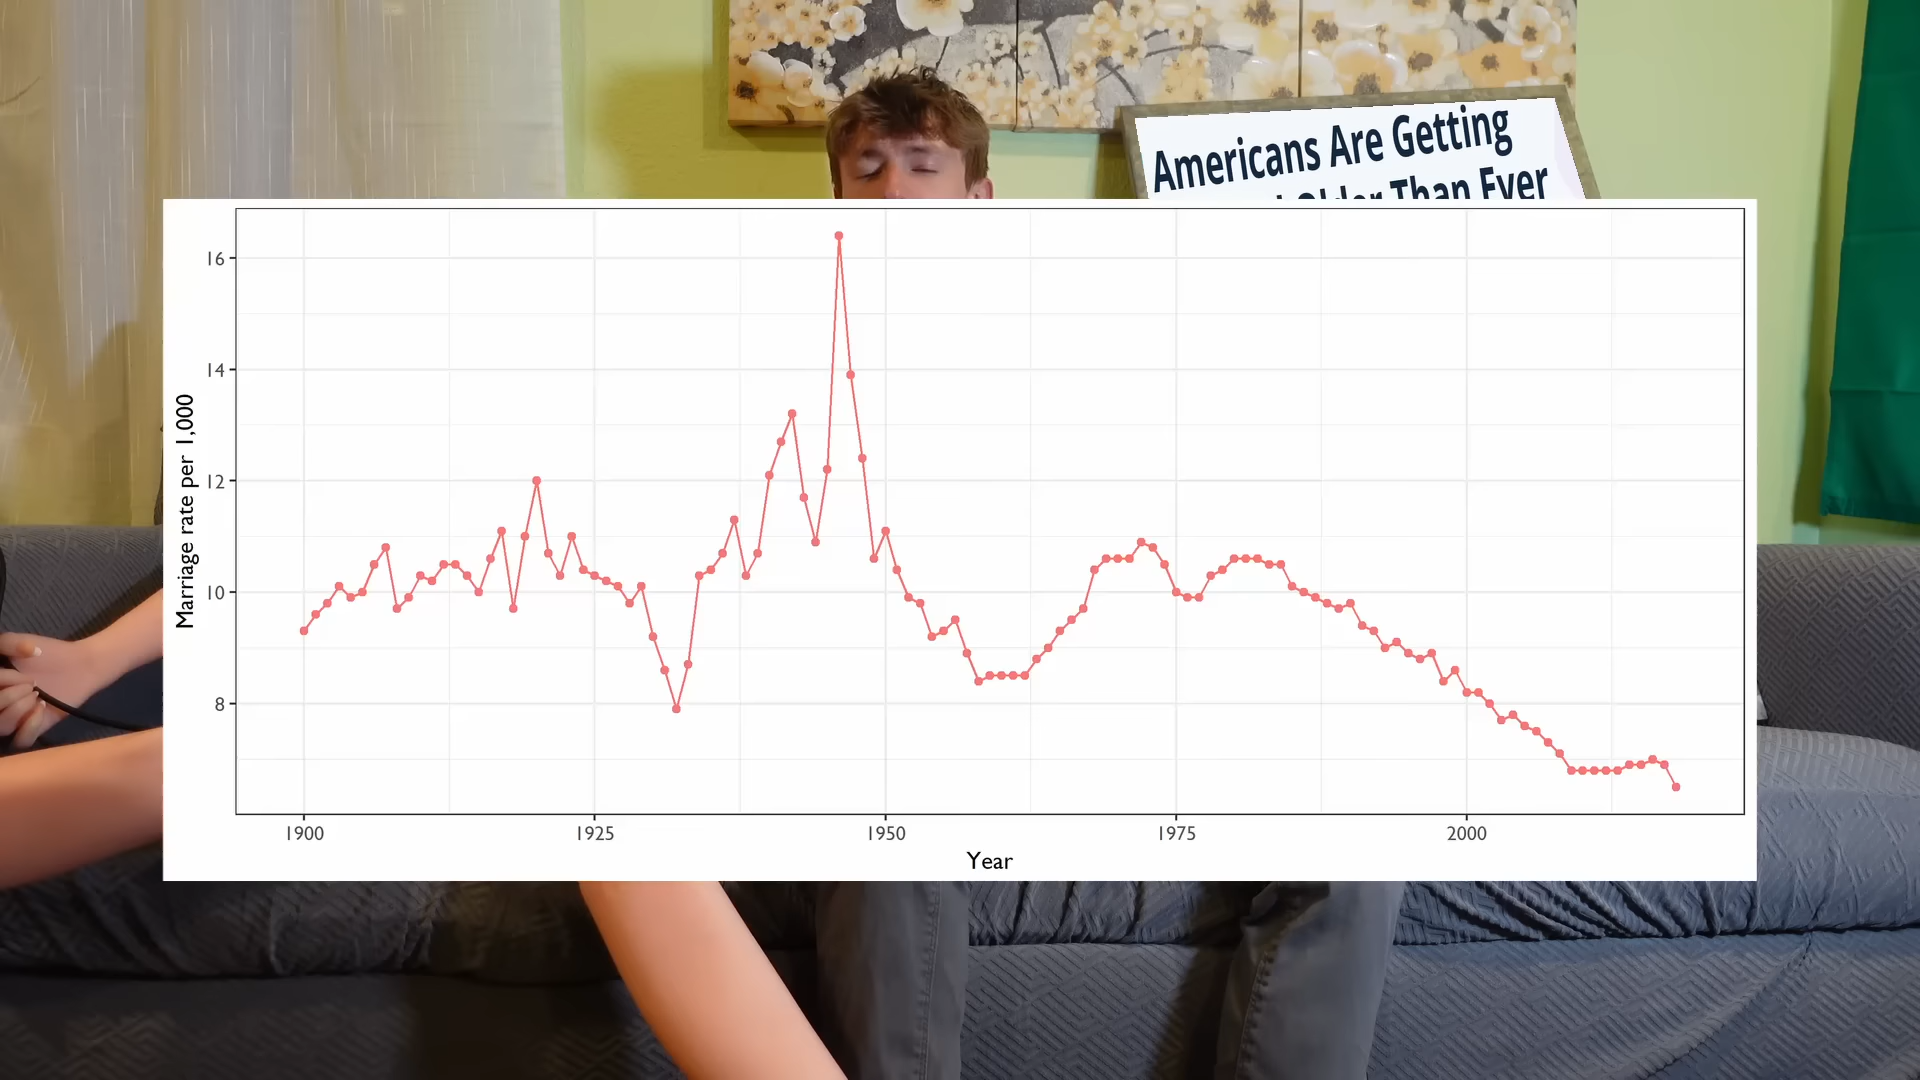 Americans Are Getting
Older Than Ever
16
14
12
10
8
Marriage rate per 1,000
1900 1925 1950 1975 2000
Year